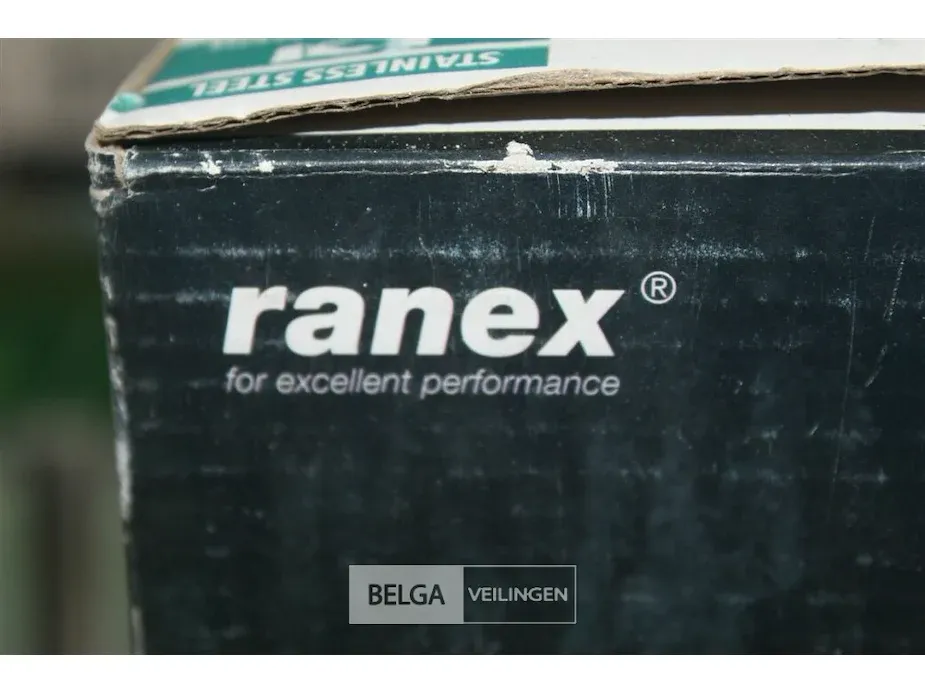 STAINLESS STEEL
ranex®
for excellent performance
BELGA VEILINGEN